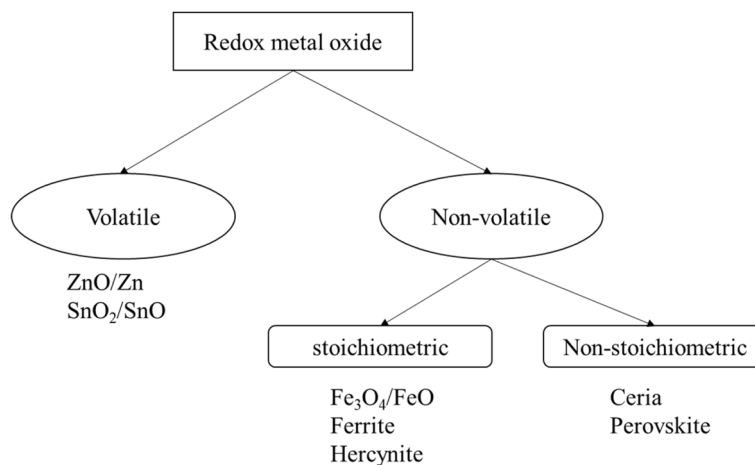 Redox metal oxide
Volatile
Non-volatile
ZnO/Zn
SnO₂/SnO
stoichiometric
Non-stoichiometric
Fe₃O₄/FeO
Ferrite
Hercynite
Ceria
Perovskite